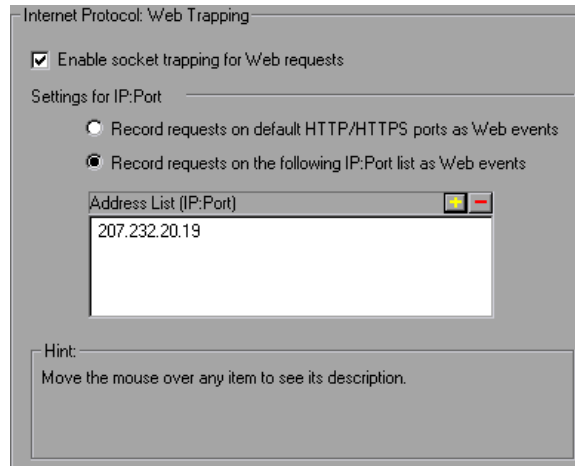 Internet Protocol: Web Trapping
Enable socket trapping for Web requests
Settings for IP:Port
Record requests on default HTTP/HTTPS ports as Web events
Record requests on the following IP:Port list as Web events
Address List (IP:Port)
207.232.20.19
Hint:
Move the mouse over any item to see its description.